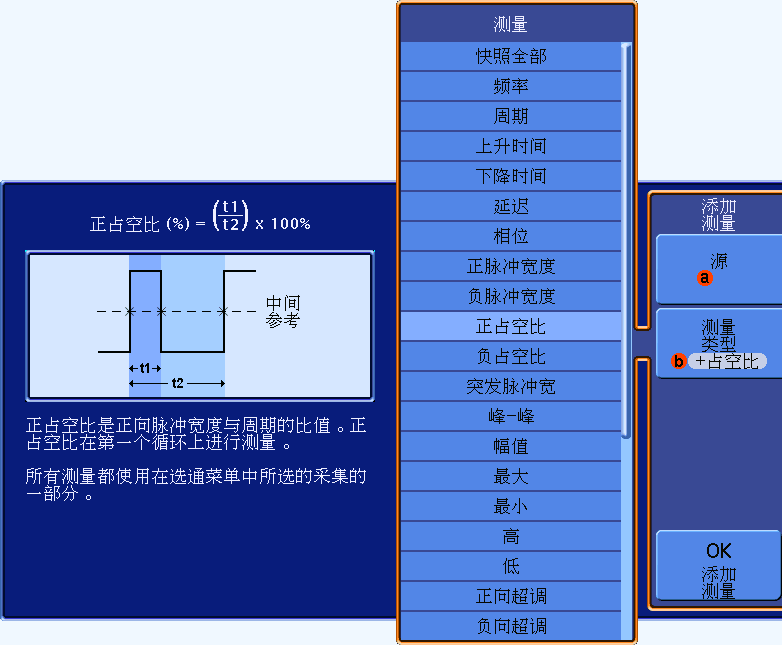 测量
快照全部
频率
周期
上升时间
下降时间
延迟
相位
正脉冲宽度
负脉冲宽度
正占空比
负占空比
突发脉冲宽
峰-峰
幅值
最大
最小
高
低
正向超调
负向超调
正占空比 (%) = (t1/t2) x 100%
中间
参考
t1
t2
正占空比是正向脉冲宽度与周期的比值。正
占空比在第一个循环上进行测量。
所有测量都使用在选通菜单中所选的采集的
一部分。
添加
测量
源
a
测量
类型
b +占空比
OK
添加
测量